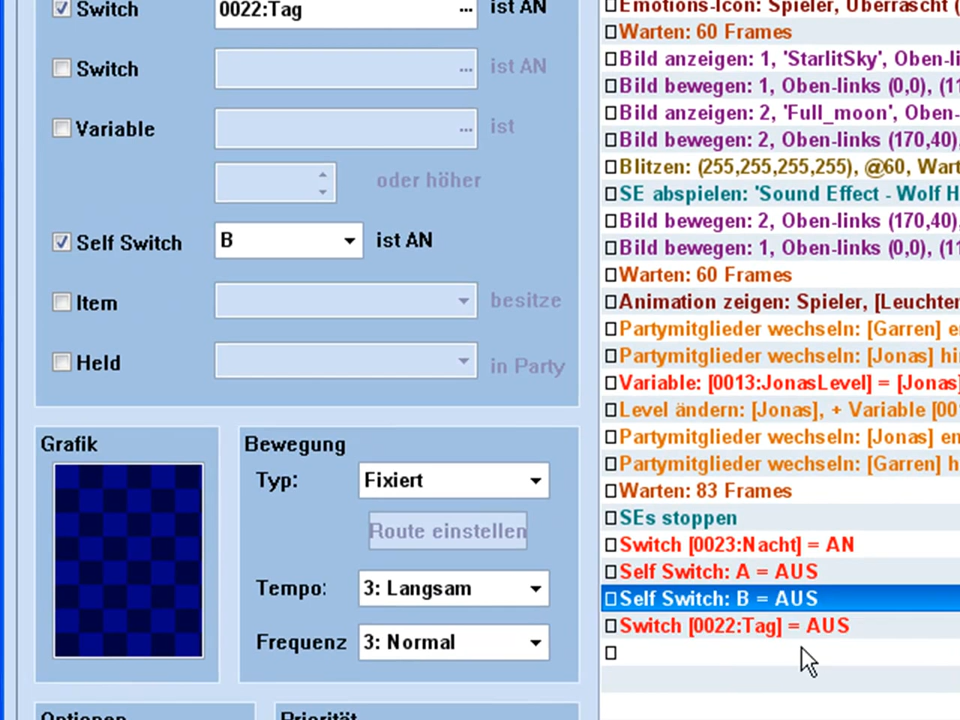 Switch 0022:Tag ... ist AN
Switch ... ist AN
Variable ... ist
oder höher
Self Switch B ist AN
Item besitze
Held in Party
Grafik
Bewegung
Typ: Fixiert
Route einstellen
Tempo: 3: Langsam
Frequenz 3: Normal
Optionen
Priorität
Emotions-Icon: Spieler, Überrascht (
Warten: 60 Frames
Bild anzeigen: 1, 'StarlitSky', Oben-li
Bild bewegen: 1, Oben-links (0,0), (11
Bild anzeigen: 2, 'Full_moon', Oben-
Bild bewegen: 2, Oben-links (170,40),
Blitzen: (255,255,255,255), @60, Wart
SE abspielen: 'Sound Effect - Wolf H
Bild bewegen: 2, Oben-links (170,40),
Bild bewegen: 1, Oben-links (0,0), (11
Warten: 60 Frames
Animation zeigen: Spieler, [Leuchten
Partymitglieder wechseln: [Garren] e
Partymitglieder wechseln: [Jonas] hi
Variable: [0013:JonasLevel] = [Jonas]
Level ändern: [Jonas], + Variable [00
Partymitglieder wechseln: [Jonas] en
Partymitglieder wechseln: [Garren] h
Warten: 83 Frames
SEs stoppen
Switch [0023:Nacht] = AN
Self Switch: A = AUS
Self Switch: B = AUS
Switch [0022:Tag] = AUS